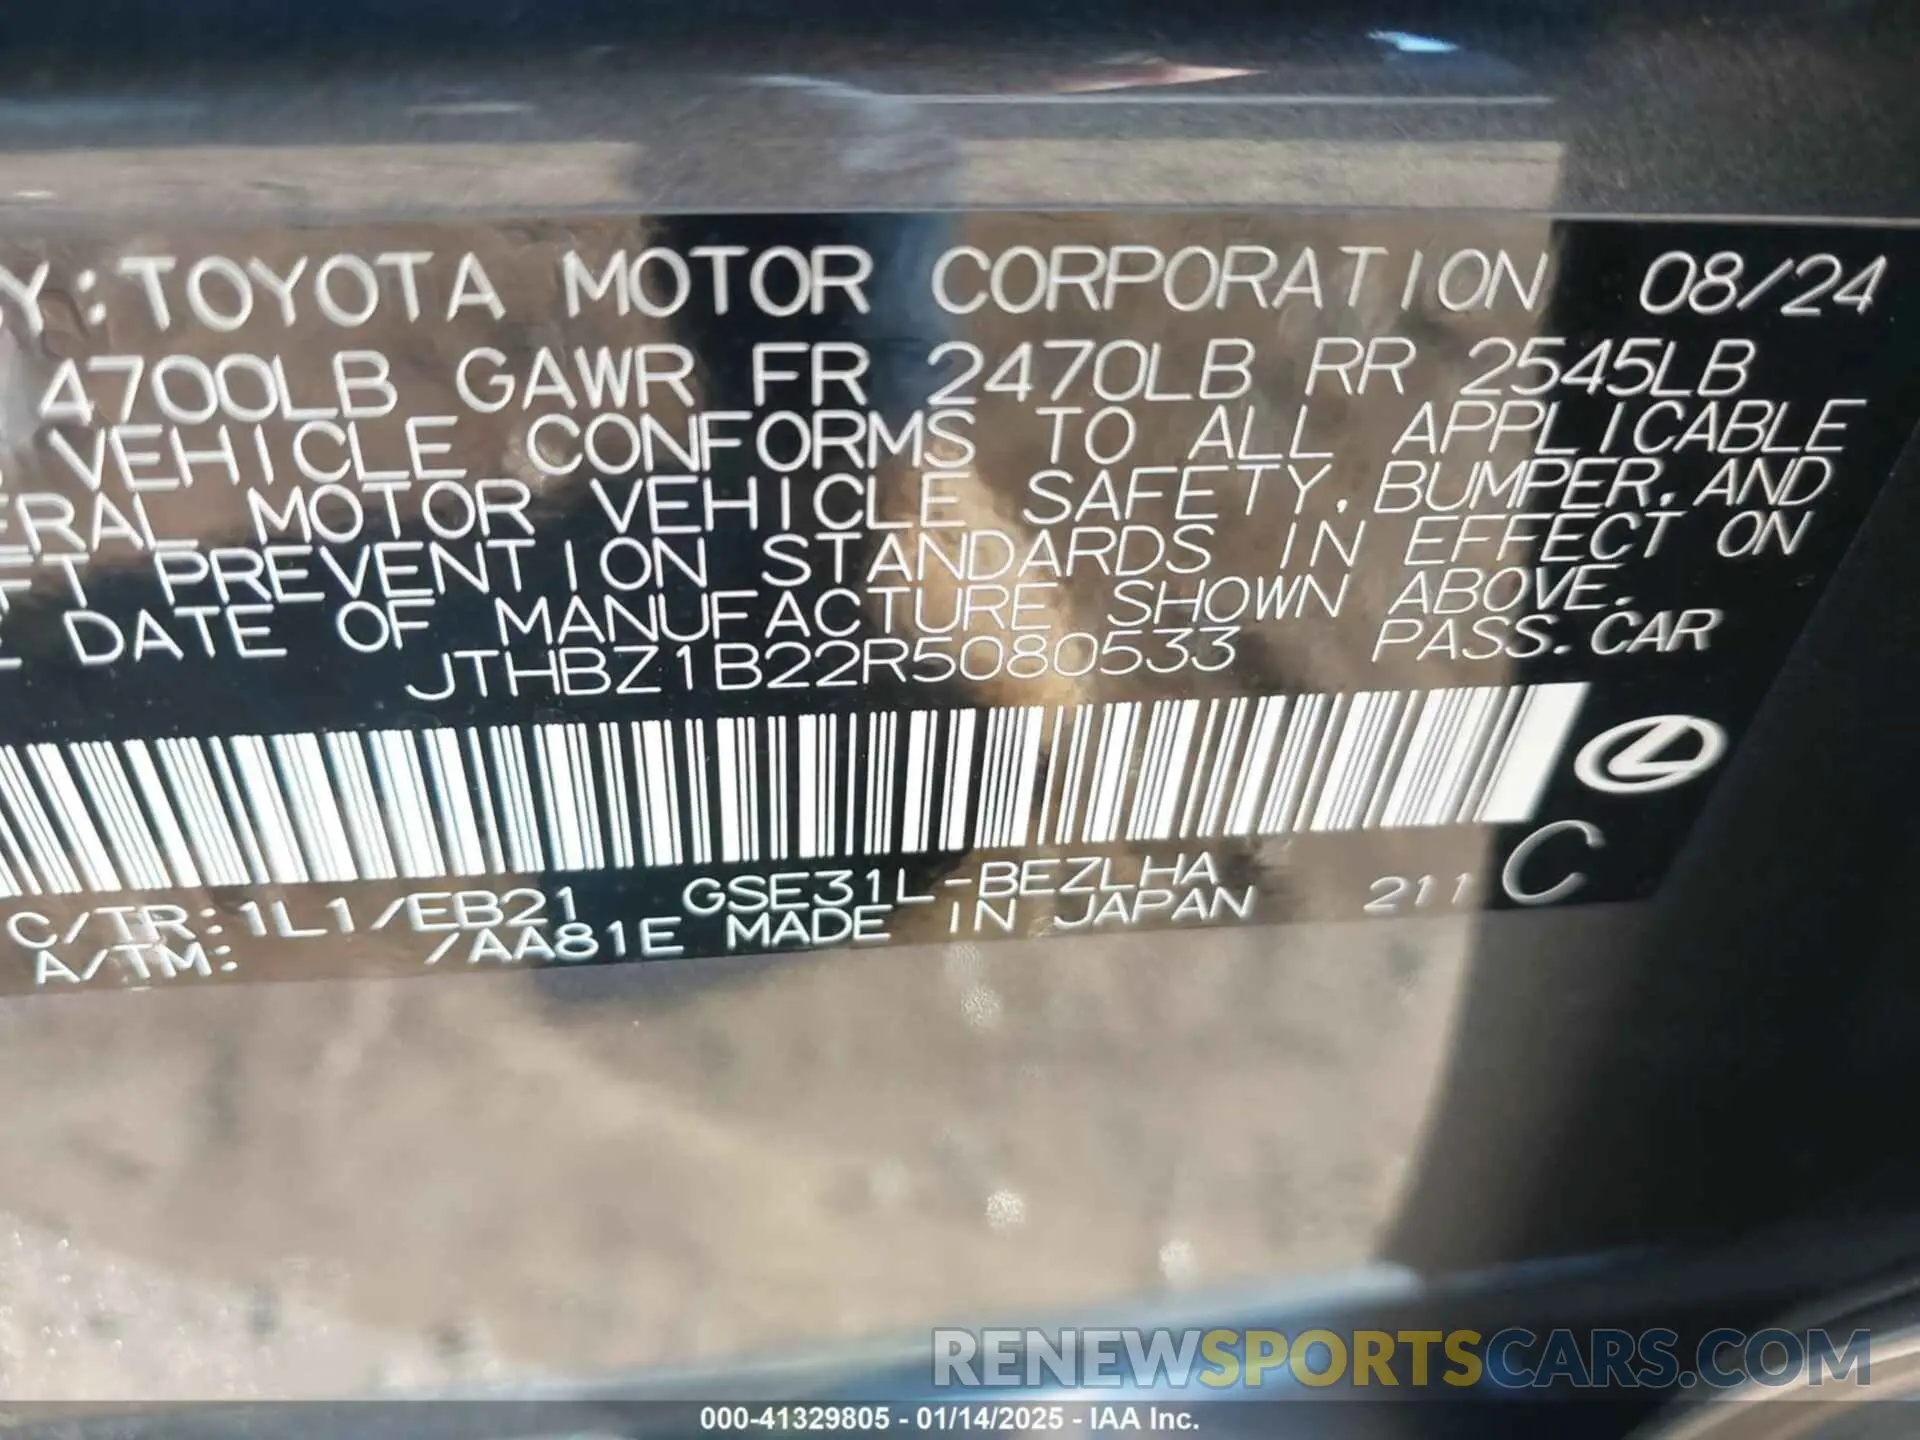 Y:TOYOTA MOTOR CORPORATION 08/24
4700LB GAWR FR 2470LB RR 2545LB
VEHICLE CONFORMS TO ALL APPLICABLE
ERAL MOTOR VEHICLE SAFETY, BUMPER, AND
FT PREVENTION STANDARDS IN EFFECT ON
E DATE OF MANUFACTURE SHOWN ABOVE.
JTHBZ1B22R5080533 PASS. CAR
C/TR:1L1/EB21 GSE31L-BEZLHA
A/TM: /AA81E MADE IN JAPAN 211 C
RENEWSPORTSCARS.COM
000-41329805 - 01/14/2025 - IAA Inc.